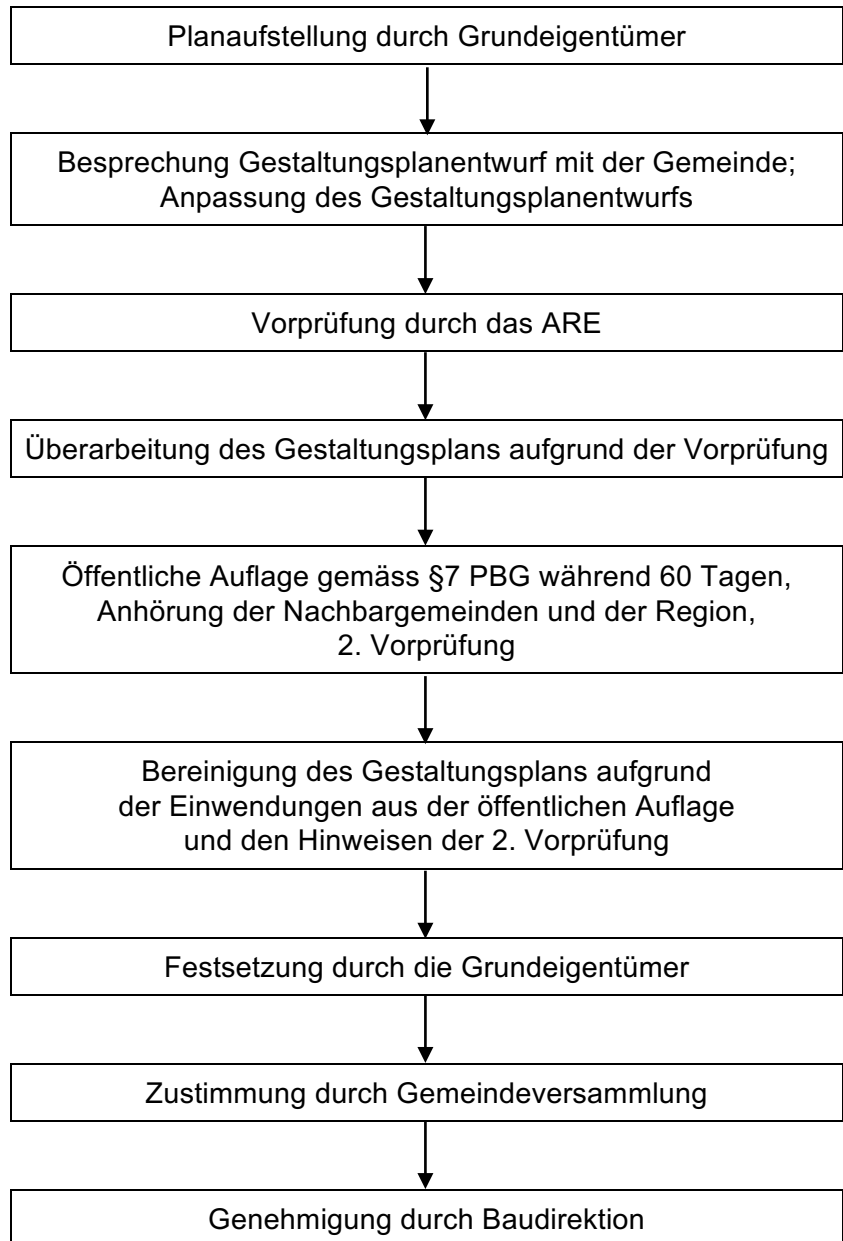 Planaufstellung durch Grundeigentümer
Besprechung Gestaltungsplanentwurf mit der Gemeinde;
Anpassung des Gestaltungsplanentwurfs
Vorprüfung durch das ARE
Überarbeitung des Gestaltungsplans aufgrund der Vorprüfung
Öffentliche Auflage gemäss §7 PBG während 60 Tagen,
Anhörung der Nachbargemeinden und der Region,
2. Vorprüfung
Bereinigung des Gestaltungsplans aufgrund
der Einwendungen aus der öffentlichen Auflage
und den Hinweisen der 2. Vorprüfung
Festsetzung durch die Grundeigentümer
Zustimmung durch Gemeindeversammlung
Genehmigung durch Baudirektion